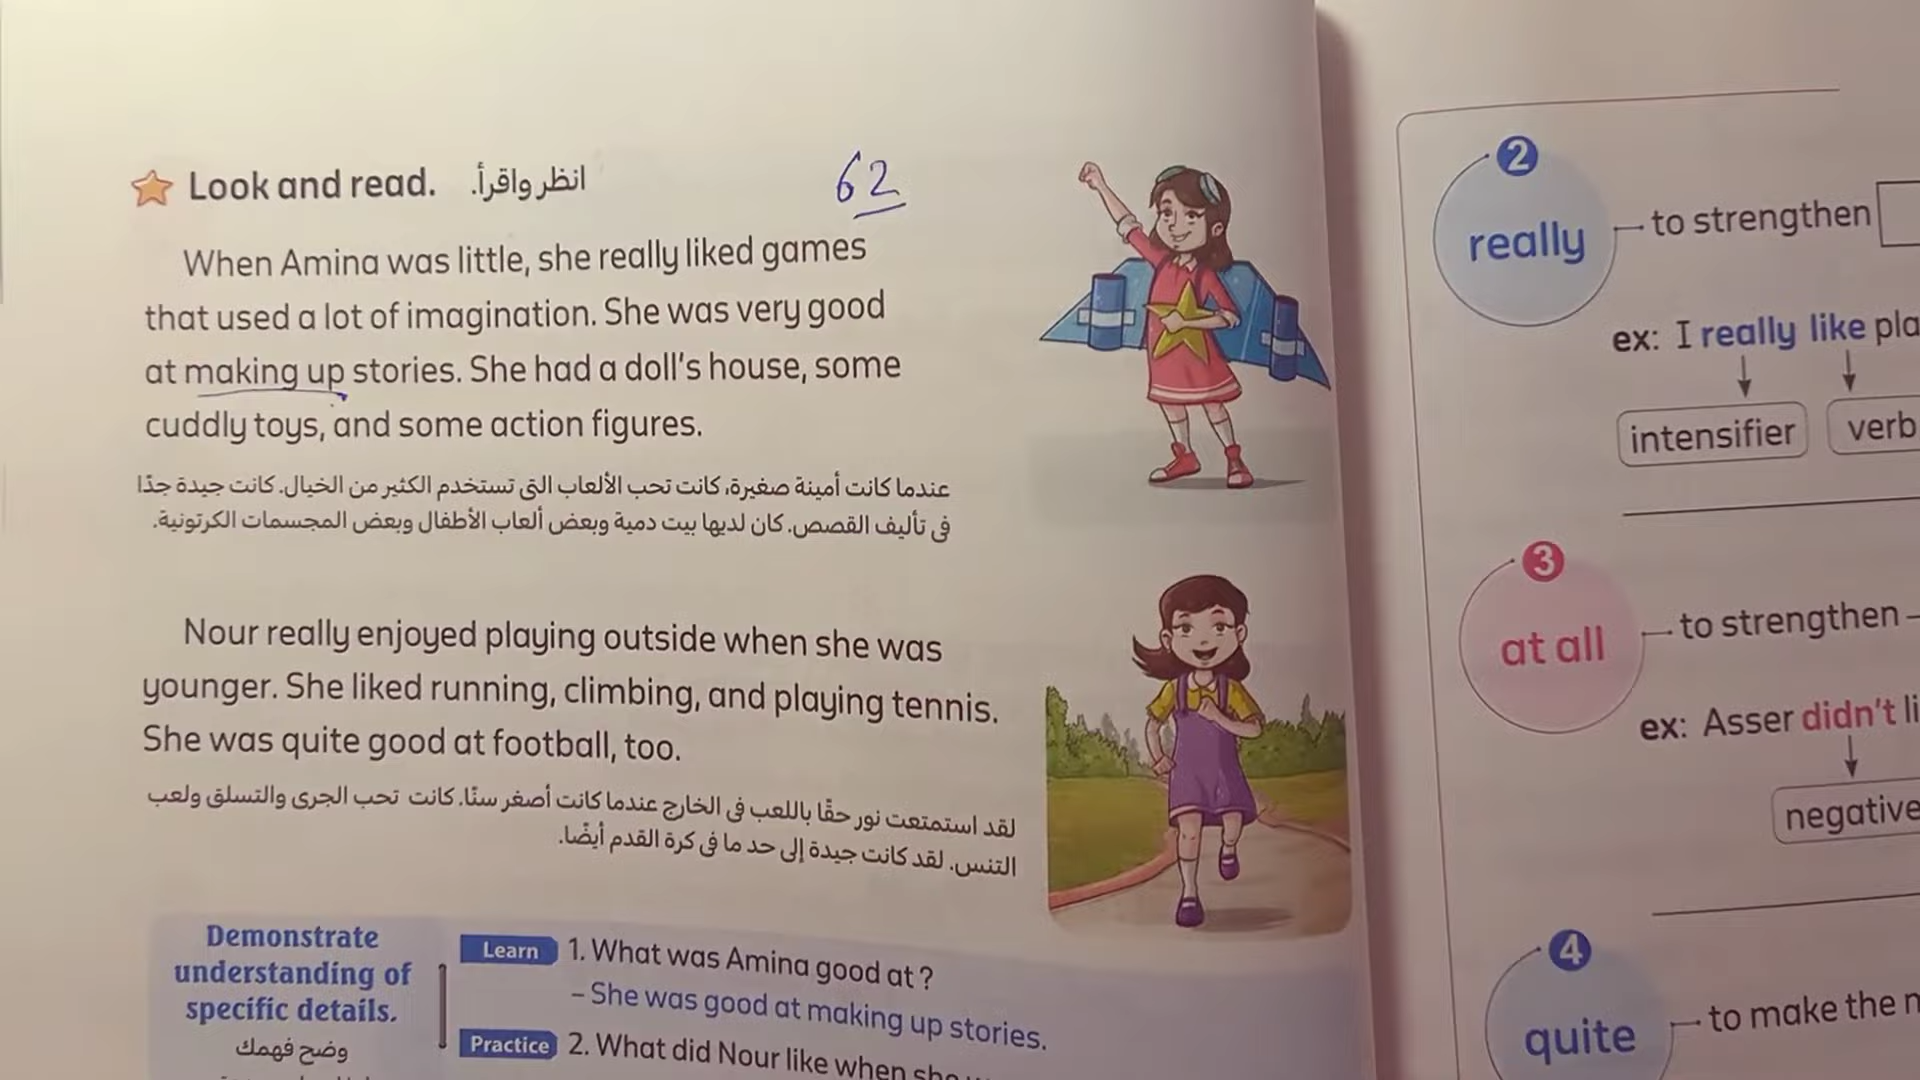 Look and read. انظر واقرأ.
62
When Amina was little, she really liked games
that used a lot of imagination. She was very good
at making up stories. She had a doll's house, some
cuddly toys, and some action figures.
عندما كانت أمينة صغيرة، كانت تحب الألعاب التى تستخدم الكثير من الخيال. كانت جيدة جدًا
فى تأليف القصص. كان لديها بيت دمية وبعض ألعاب الأطفال وبعض المجسمات الكرتونية.
Nour really enjoyed playing outside when she was
younger. She liked running, climbing, and playing tennis.
She was quite good at football, too.
لقد استمتعت نور حقًا باللعب فى الخارج عندما كانت أصغر سنًا. كانت تحب الجرى والتسلق ولعب
التنس. لقد كانت جيدة إلى حد ما فى كرة القدم أيضًا.
Demonstrate
understanding of
specific details.
وضح فهمك
Learn 1. What was Amina good at?
– She was good at making up stories.
Practice 2. What did Nour like when she
2
really to strengthen
ex: I really like
intensifier verb
3
at all to strengthen
ex: Asser didn't
negative
4
quite to make the